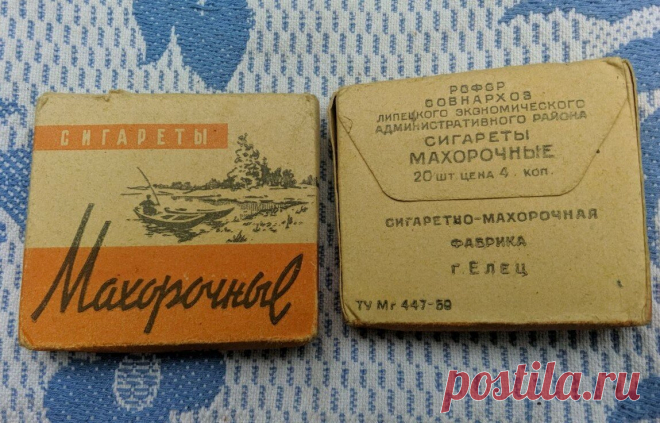 СИГАРЕТЫ
Махорочные
РСФСР
СОВНАРХОЗ
ЛИПЕЦКОГО ЭКОНОМИЧЕСКОГО
АДМИНИСТРАТИВНОГО РАЙОНА
СИГАРЕТЫ
МАХОРОЧНЫЕ
20 ШТ. ЦЕНА 4 КОП.
СИГАРЕТНО-МАХОРОЧНАЯ
ФАБРИКА
Г. ЕЛЕЦ
ТУ Мг 447-59
postila.ru